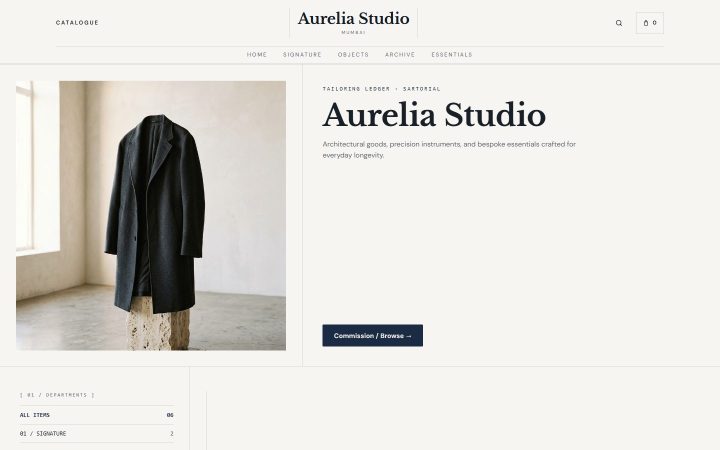 CATALOGUE
Aurelia Studio
MUMBAI
0
HOME SIGNATURE OBJECTS ARCHIVE ESSENTIALS
TAILORING LEDGER · SARTORIAL
Aurelia Studio
Architectural goods, precision instruments, and bespoke essentials crafted for
everyday longevity.
Commission / Browse →
[ 01 / DEPARTMENTS ]
ALL ITEMS 06
01 / SIGNATURE 2